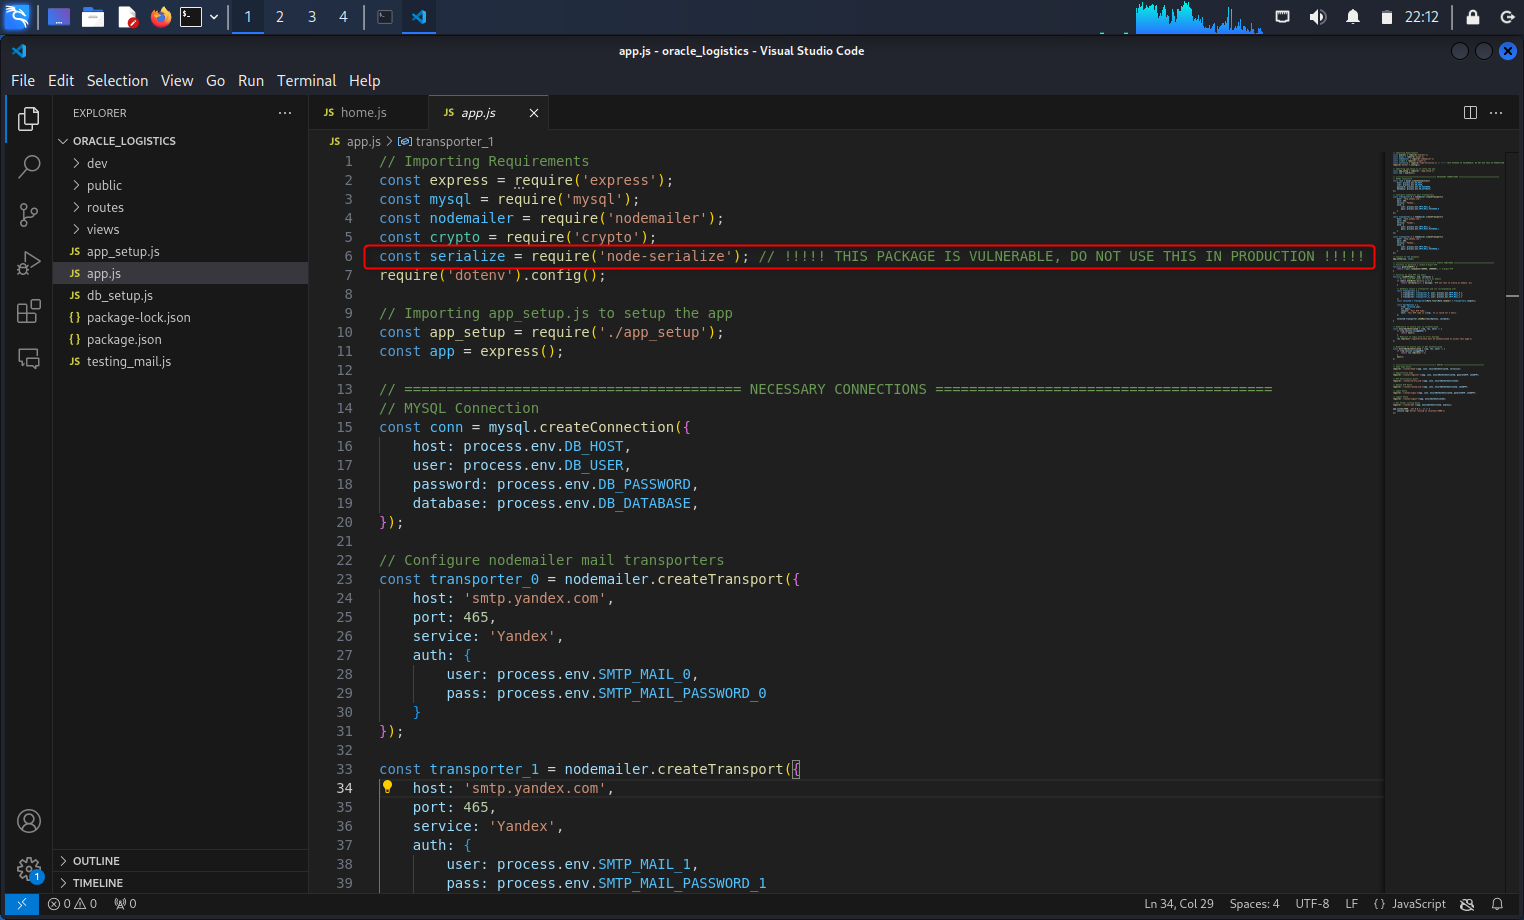 1 2 3 4
22:12
app.js - oracle_logistics - Visual Studio Code
File Edit Selection View Go Run Terminal Help
EXPLORER
ORACLE_LOGISTICS
dev
public
routes
views
JS app_setup.js
JS app.js
JS db_setup.js
{} package-lock.json
{} package.json
JS testing_mail.js
OUTLINE
TIMELINE
1
JS home.js
JS app.js
JS app.js > transporter_1
1 // Importing Requirements
2 const express = require('express');
3 const mysql = require('mysql');
4 const nodemailer = require('nodemailer');
5 const crypto = require('crypto');
6 const serialize = require('node-serialize'); // !!!!! THIS PACKAGE IS VULNERABLE, DO NOT USE THIS IN PRODUCTION !!!!!
7 require('dotenv').config();
8
9 // Importing app_setup.js to setup the app
10 const app_setup = require('./app_setup');
11 const app = express();
12
13 // ======================================== NECESSARY CONNECTIONS ========================================
14 // MYSQL Connection
15 const conn = mysql.createConnection({
16 host: process.env.DB_HOST,
17 user: process.env.DB_USER,
18 password: process.env.DB_PASSWORD,
19 database: process.env.DB_DATABASE,
20 });
21
22 // Configure nodemailer mail transporters
23 const transporter_0 = nodemailer.createTransport({
24 host: 'smtp.yandex.com',
25 port: 465,
26 service: 'Yandex',
27 auth: {
28 user: process.env.SMTP_MAIL_0,
29 pass: process.env.SMTP_MAIL_PASSWORD_0
30 }
31 });
32
33 const transporter_1 = nodemailer.createTransport({
34 host: 'smtp.yandex.com',
35 port: 465,
36 service: 'Yandex',
37 auth: {
38 user: process.env.SMTP_MAIL_1,
39 pass: process.env.SMTP_MAIL_PASSWORD_1
0 0 0
Ln 34, Col 29 Spaces: 4 UTF-8 LF {} JavaScript